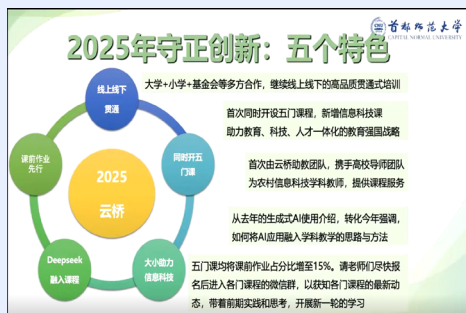 首都师范大学
CAPITAL NORMAL UNIVERSITY
2025年守正创新：五个特色
线上线下
贯通
大学+小学+基金会等多方合作，继续线上线下的高品质贯通式培训
首次同时开设五门课程，新增信息科技课
助力教育、科技、人才一体化的教育强国战略
课前作业
先行
同时开五
门课
2025
云桥
首次由云桥助教团队，携手高校导师团队
为农村信息科技学科教师，提供课程服务
从去年的生成式AI使用介绍，转化今年强调，
如何将AI应用融入学科教学的思路与方法
Deepseek
融入课程
大小助力
信息科技
五门课均将课前作业占分比增至15%。请老师们尽快报
名后进入各门课程的微信群，以获知各门课程的最新动
态，带着前期实践和思考，开展新一轮的学习